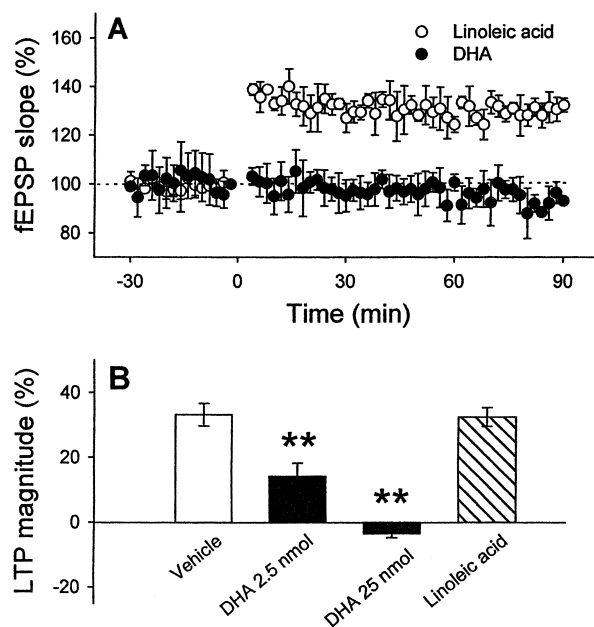 A
Linoleic acid
DHA
fEPSP slope (%)
160
140
120
100
80
-30
0
30
60
90
Time (min)
B
LTP magnitude (%)
40
20
0
-20
**
**
Vehicle
DHA 2.5 nmol
DHA 25 nmol
Linoleic acid